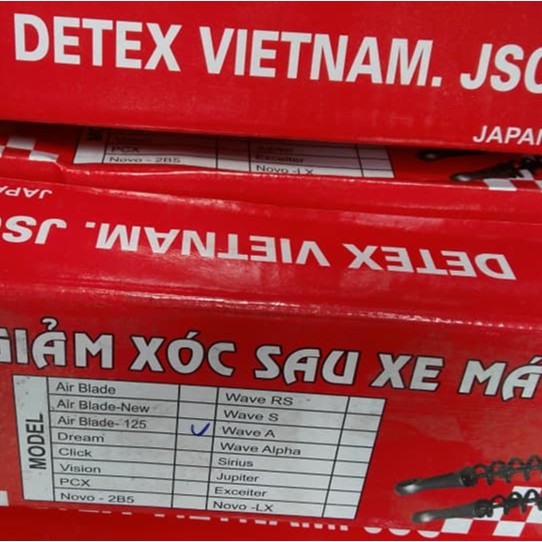 DETEX VIETNAM. JSC
JAPAN
Vision
PCX
Novo - 2B5
Exceiter
Novo -LX
JAPA
DETEX VIETNAM. JSC
GIẢM XÓC SAU XE MÁ
MODEL
Air Blade
Air Blade-New
Air Blade- 125
Dream
Click
Vision
PCX
Novo - 2B5
Wave RS
Wave S
Wave A
Wave Alpha
Sirius
Jupiter
Exceiter
Novo -LX